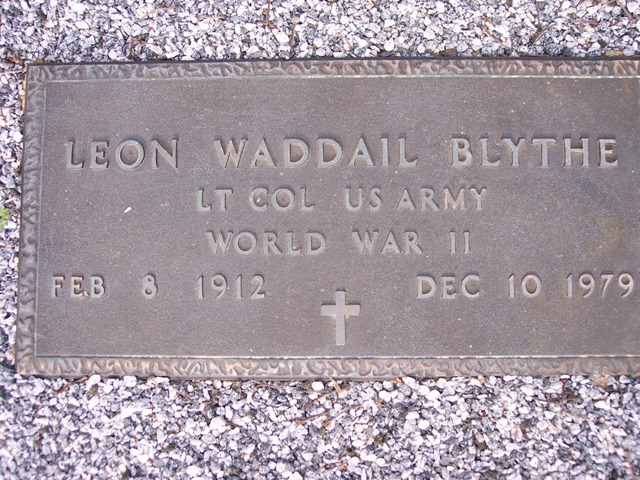 LEON WADDAIL BLYTHE
LT COL US ARMY
WORLD WAR II
FEB 8 1912 DEC 10 1979